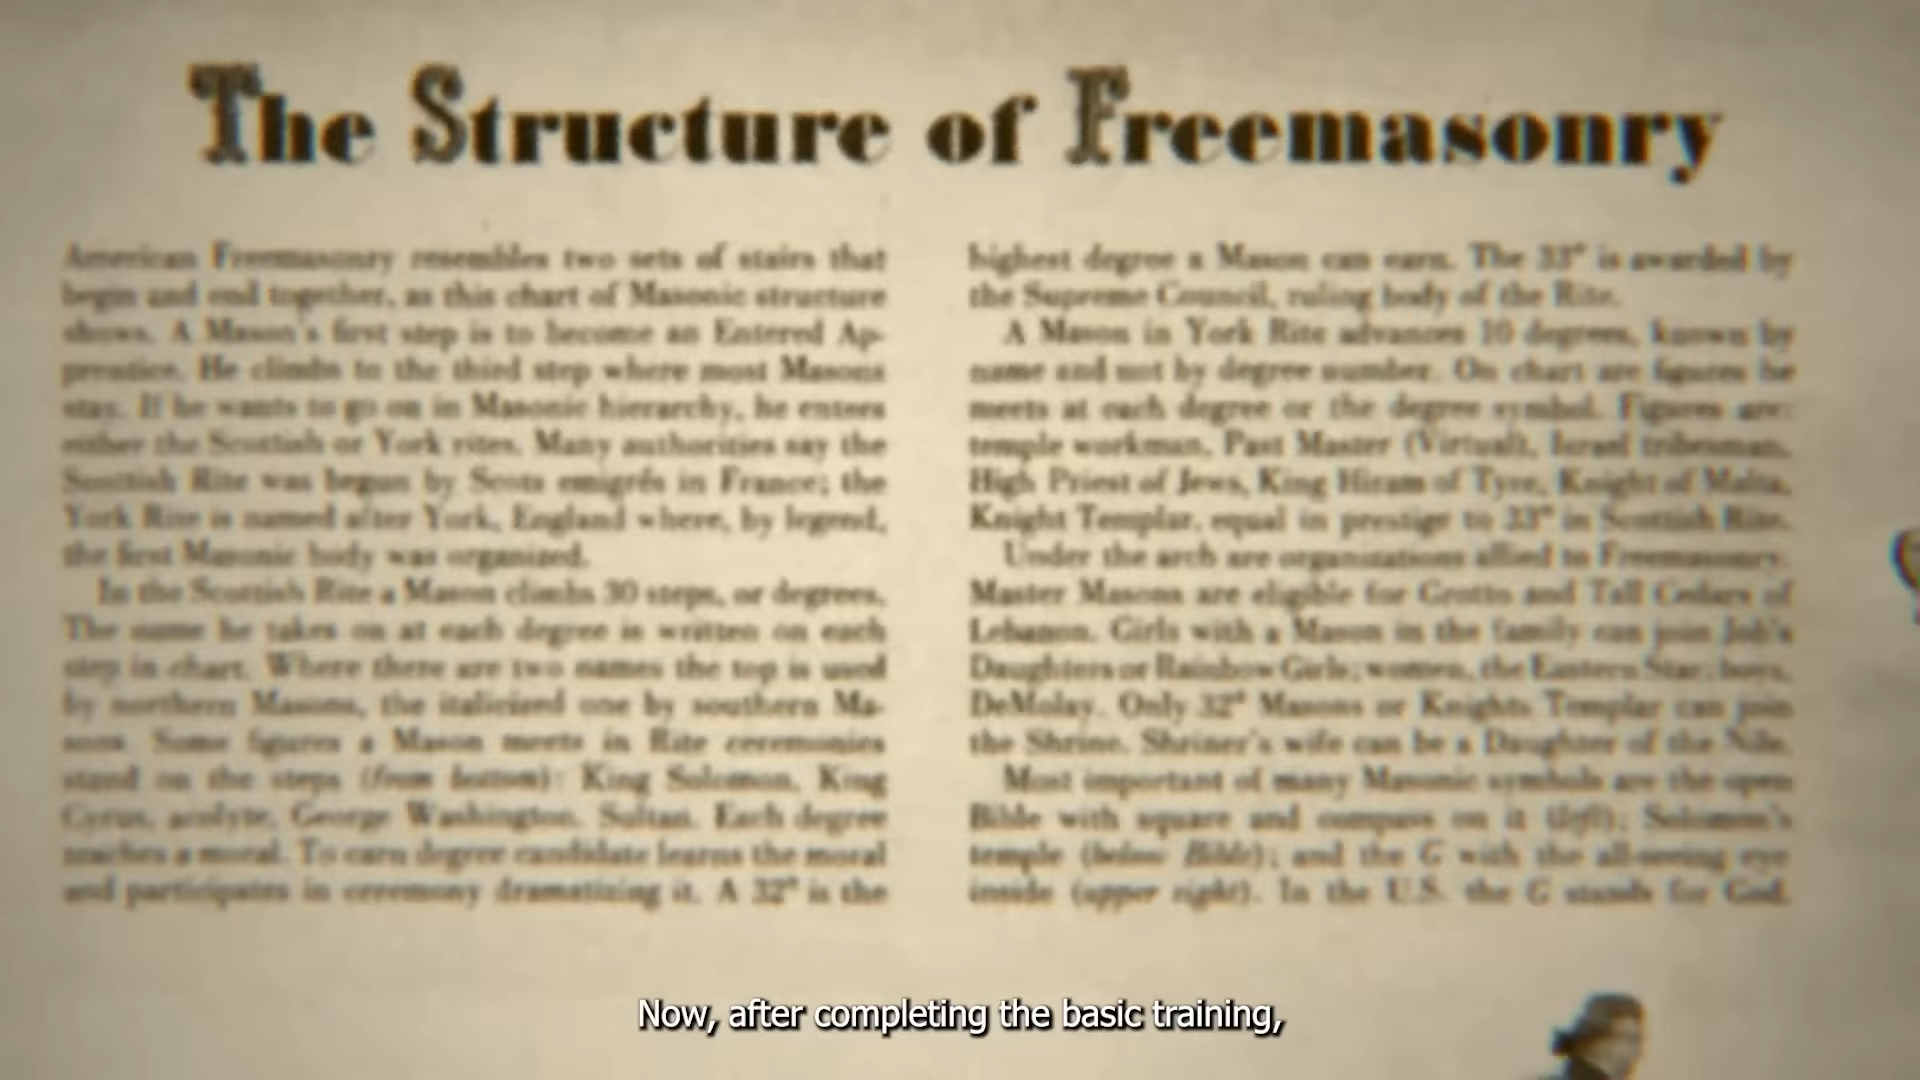 The Structure of Freemasonry
American Freemasonry resembles two sets of stairs that
begin and end together, as this chart of Masonic structure
shows. A Mason's first step is to become an Entered Ap-
prentice. He climbs to the third step where most Masons
stay. If he wants to go on in Masonic hierarchy, he enters
either the Scottish or York rites. Many authorities say the
Scottish Rite was begun by Scots emigrés in France; the
York Rite is named after York, England where, by legend,
the first Masonic body was organized.
In the Scottish Rite a Mason climbs 30 steps, or degrees.
The name he takes on at each degree is written on each
step in chart. Where there are two names the top is used
by northern Masons, the italicized one by southern Ma-
sons. Some figures a Mason meets in Rite ceremonies
stand on the steps (from bottom): King Solomon, King
Cyrus, acolyte, George Washington, Sultan. Each degree
teaches a moral. To earn degree candidate learns the moral
and participates in ceremony dramatizing it. A 32° is the
highest degree a Mason can earn. The 33° is awarded by
the Supreme Council, ruling body of the Rite.
A Mason in York Rite advances 10 degrees, known by
name and not by degree number. On chart are figures he
meets at each degree or the degree symbol. Figures are:
temple workman, Past Master (Virtual), Israel tribesman,
High Priest of Jews, King Hiram of Tyre, Knight of Malta,
Knight Templar, equal in prestige to 33° in Scottish Rite.
Under the arch are organizations allied to Freemasonry.
Master Masons are eligible for Grotto and Tall Cedars of
Lebanon. Girls with a Mason in the family can join Job's
Daughters or Rainbow Girls; women, the Eastern Star; boys,
DeMolay. Only 32° Masons or Knights Templar can join
the Shrine. Shriner's wife can be a Daughter of the Nile.
Most important of many Masonic symbols are the open
Bible with square and compass on it (left); Solomon's
temple (below Bible); and the G with the all-seeing eye
inside (upper right). In the U.S. the G stands for God.
Now, after completing the basic training,